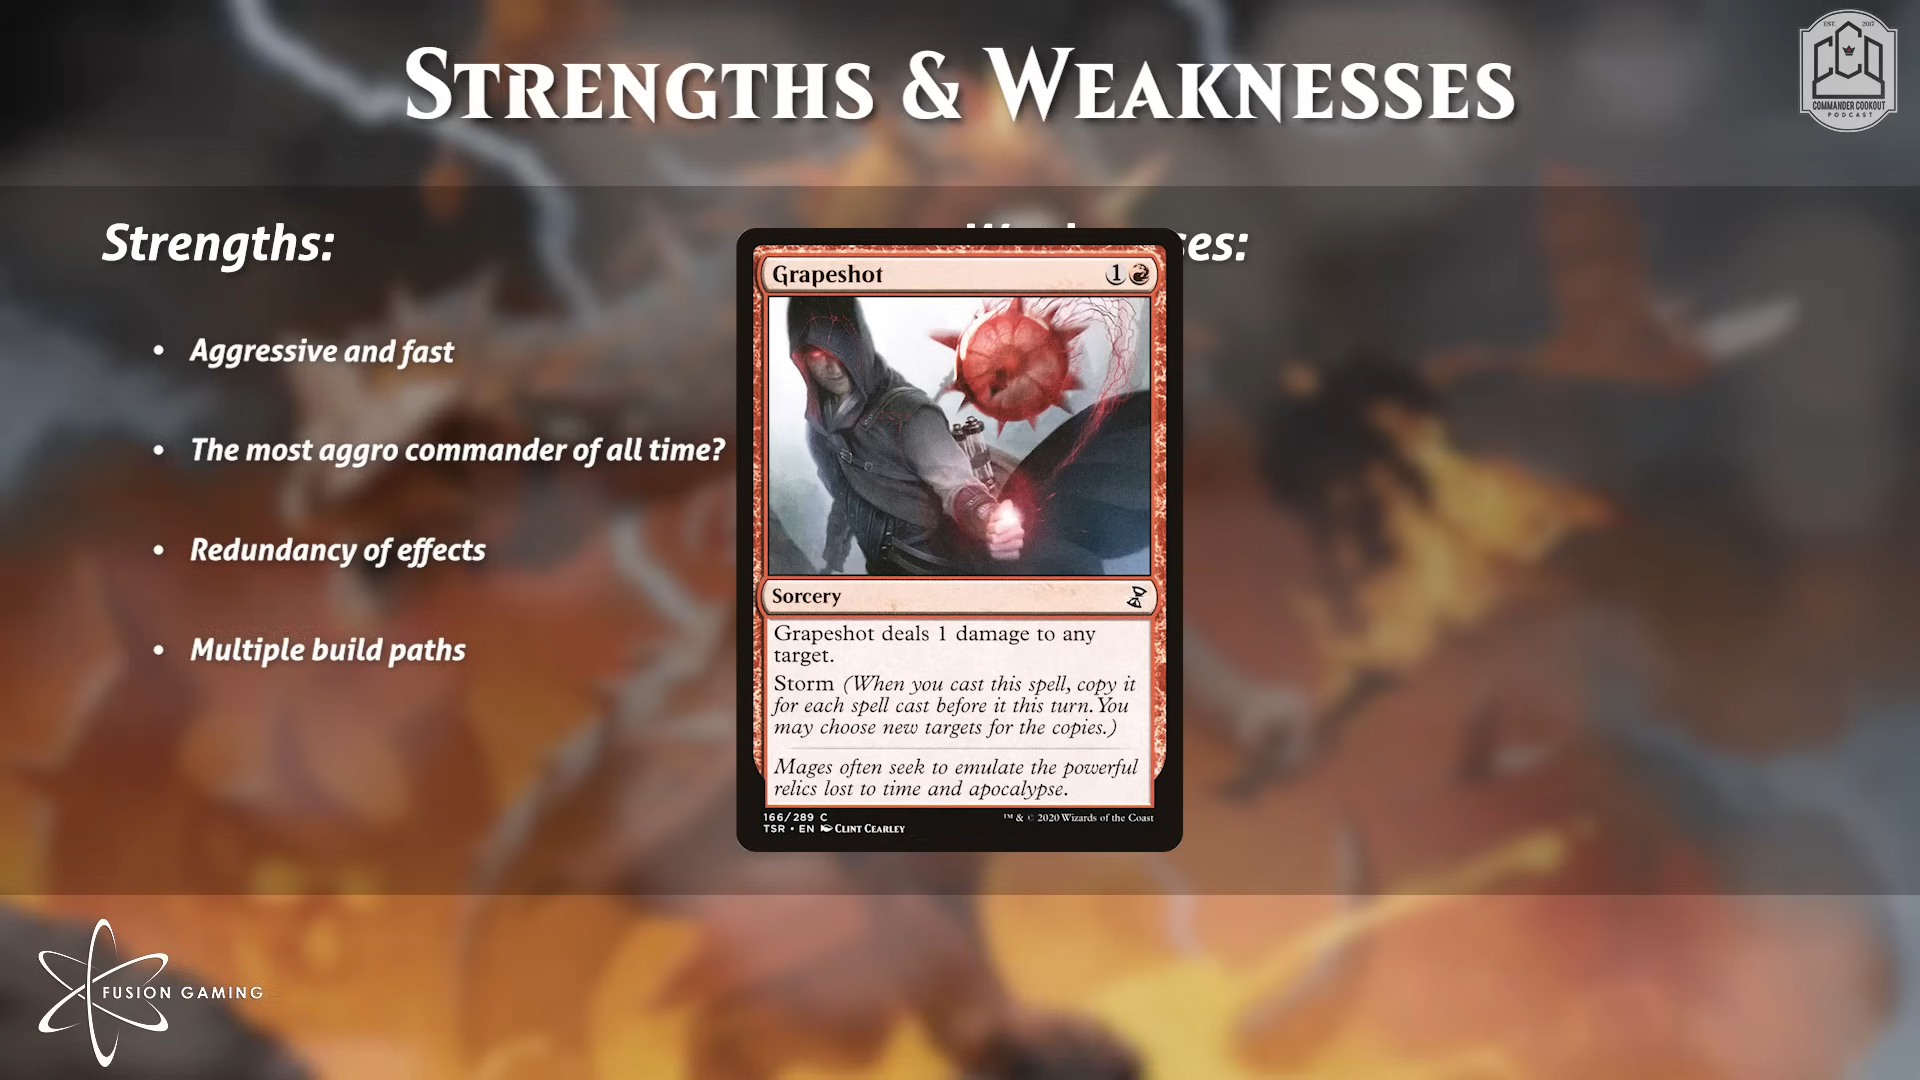 STRENGTHS & WEAKNESSES
EST. 2017
CCO
COMMANDER COOKOUT
PODCAST
Strengths:
• Aggressive and fast
• The most aggro commander of all time?
• Redundancy of effects
• Multiple build paths
ses:
Grapeshot 1
Sorcery
Grapeshot deals 1 damage to any
target.
Storm (When you cast this spell, copy it
for each spell cast before it this turn. You
may choose new targets for the copies.)
Mages often seek to emulate the powerful
relics lost to time and apocalypse.
166/289 C
TSR • EN Clint Cearley
™ & © 2020 Wizards of the Coast
FUSION GAMING